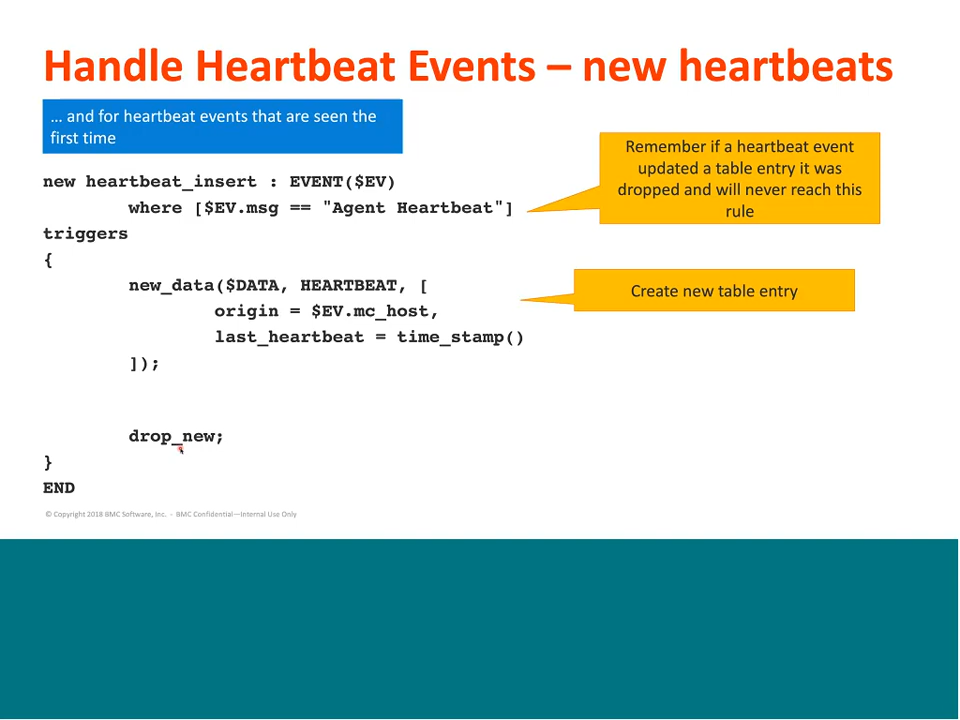 Handle Heartbeat Events – new heartbeats
... and for heartbeat events that are seen the
first time
Remember if a heartbeat event
updated a table entry it was
dropped and will never reach this
rule
new heartbeat_insert : EVENT($EV)
where [$EV.msg == "Agent Heartbeat"]
triggers
{
new_data($DATA, HEARTBEAT, [
Create new table entry
origin = $EV.mc_host,
last_heartbeat = time_stamp()
]);
drop_new;
}
END
© Copyright 2018 BMC Software, Inc. - BMC Confidential—Internal Use Only